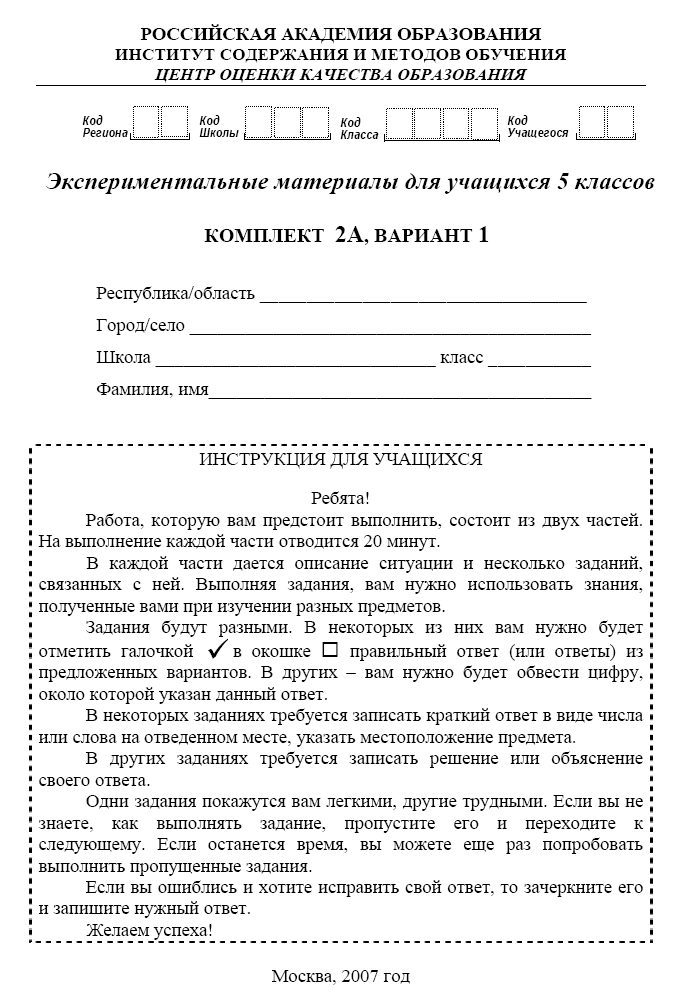 РОССИЙСКАЯ АКАДЕМИЯ ОБРАЗОВАНИЯ
ИНСТИТУТ СОДЕРЖАНИЯ И МЕТОДОВ ОБУЧЕНИЯ
ЦЕНТР ОЦЕНКИ КАЧЕСТВА ОБРАЗОВАНИЯ
Код Региона Код Школы Код Класса Код Учащегося
Экспериментальные материалы для учащихся 5 классов
КОМПЛЕКТ 2А, ВАРИАНТ 1
Республика/область ___________________________________
Город/село ___________________________________________
Школа ______________________________ класс ___________
Фамилия, имя_________________________________________
ИНСТРУКЦИЯ ДЛЯ УЧАЩИХСЯ
Ребята!
Работа, которую вам предстоит выполнить, состоит из двух частей.
На выполнение каждой части отводится 20 минут.
В каждой части дается описание ситуации и несколько заданий,
связанных с ней. Выполняя задания, вам нужно использовать знания,
полученные вами при изучении разных предметов.
Задания будут разными. В некоторых из них вам нужно будет
отметить галочкой ✓ в окошке □ правильный ответ (или ответы) из
предложенных вариантов. В других – вам нужно будет обвести цифру,
около которой указан данный ответ.
В некоторых заданиях требуется записать краткий ответ в виде числа
или слова на отведенном месте, указать местоположение предмета.
В других заданиях требуется записать решение или объяснение
своего ответа.
Одни задания покажутся вам легкими, другие трудными. Если вы не
знаете, как выполнять задание, пропустите его и переходите к
следующему. Если останется время, вы можете еще раз попробовать
выполнить пропущенные задания.
Если вы ошиблись и хотите исправить свой ответ, то зачеркните его
и запишите нужный ответ.
Желаем успеха!
Москва, 2007 год